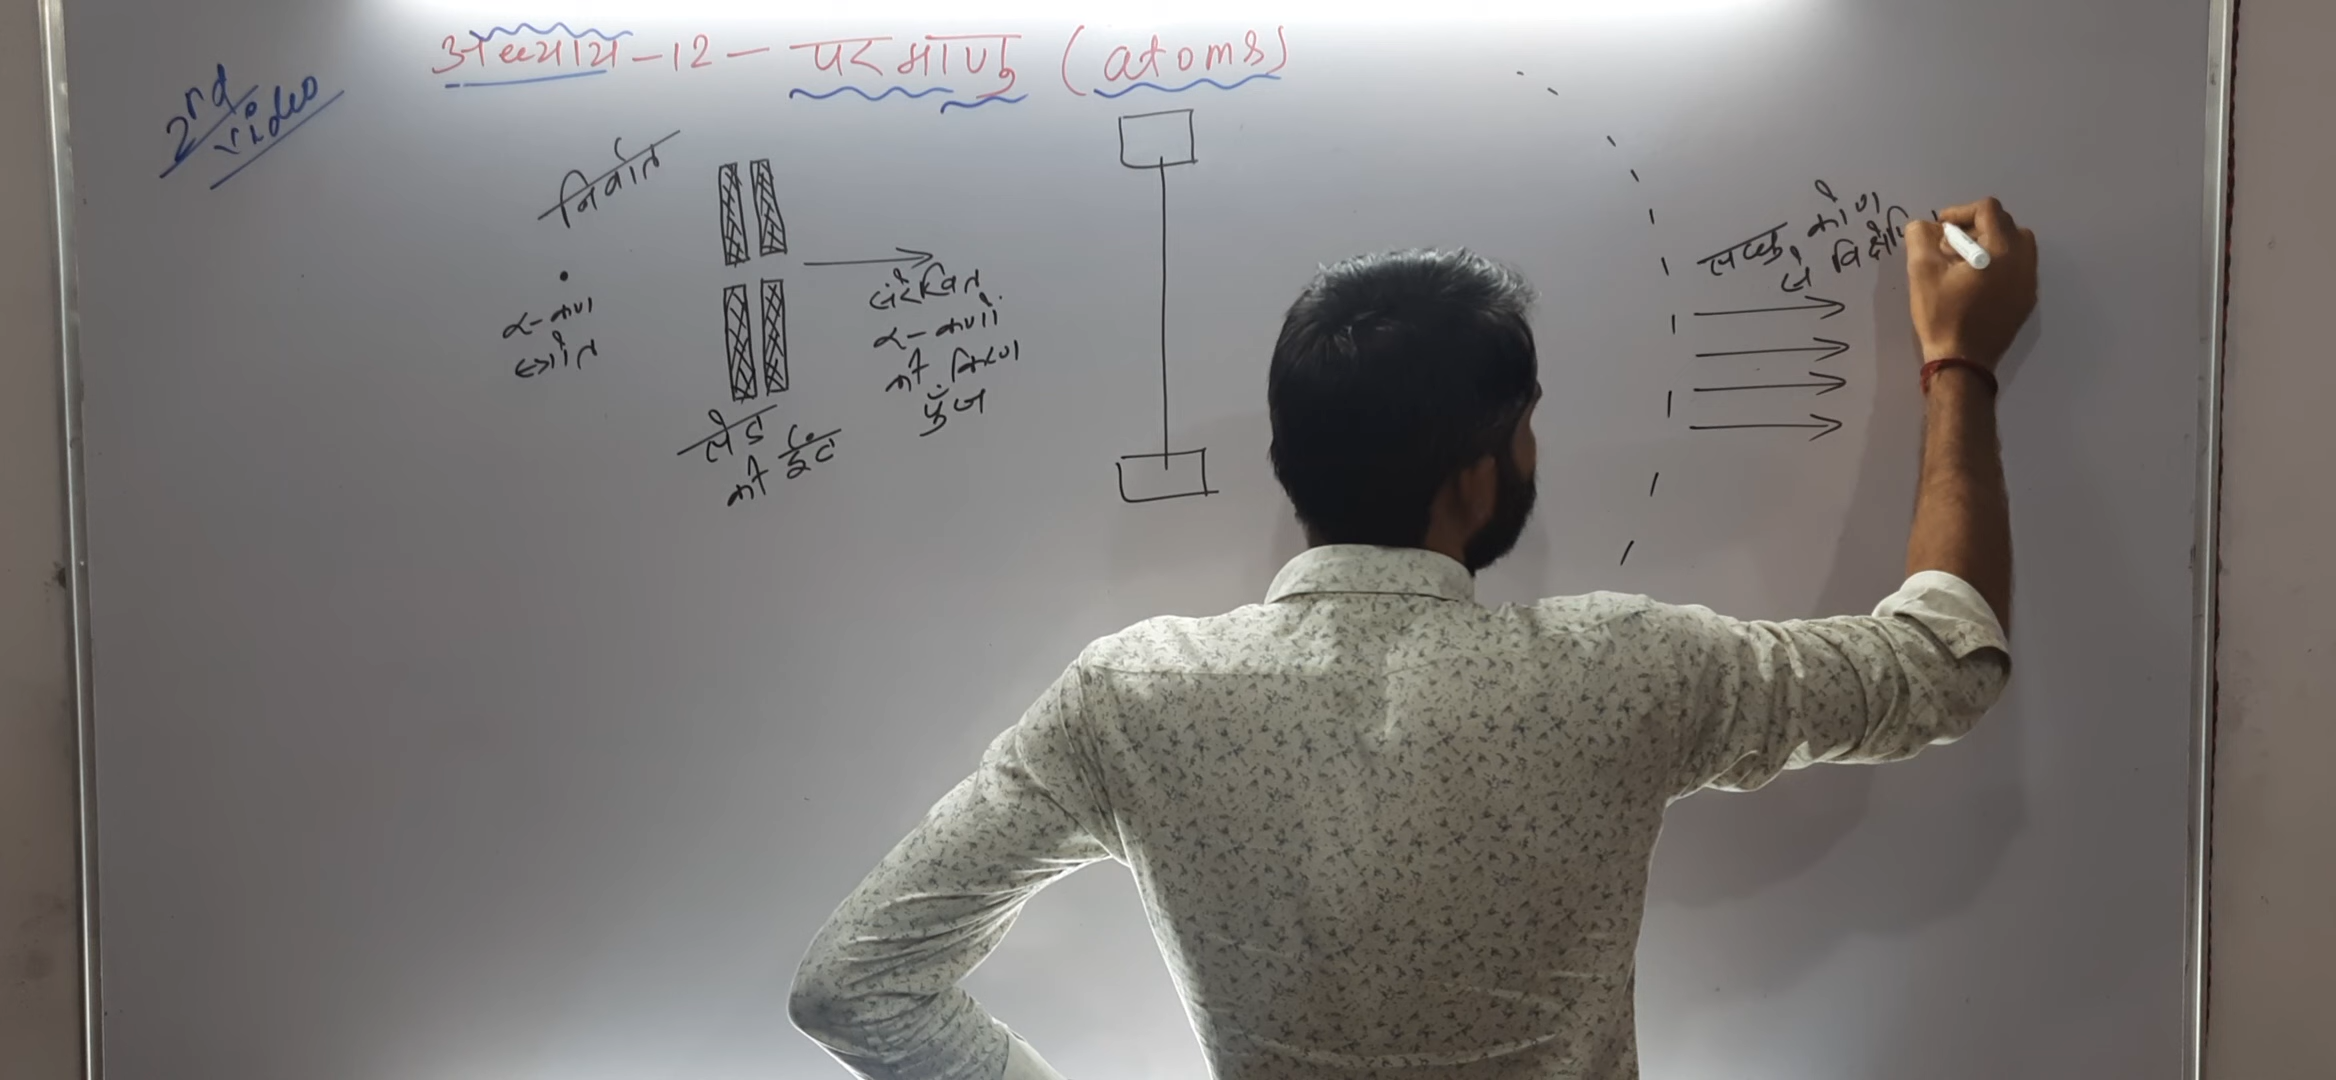 अध्याय-12 - परमाणु (atoms)
2nd
video
निर्वात
α-कण
स्त्रोत
लेड
की ईंट
संरेखित
α-कणों
की किरण
पुँज
लघु कोण
से विक्षेपि